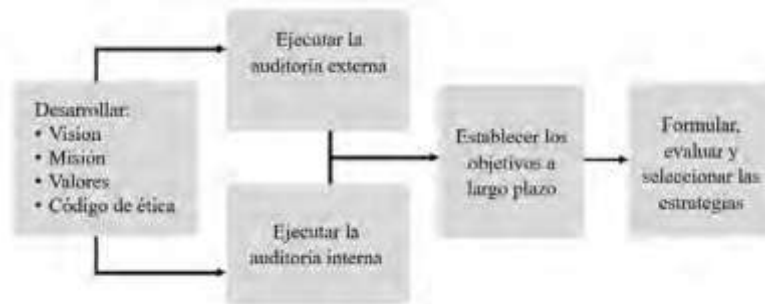 Ejecutar la
auditoría externa
Desarrollar:
• Vision
• Misión
• Valores
• Código de ética
Ejecutar la
auditoría interna
Establecer los
objetivos a
largo plazo
Formular,
evaluar y
seleccionar las
estrategias